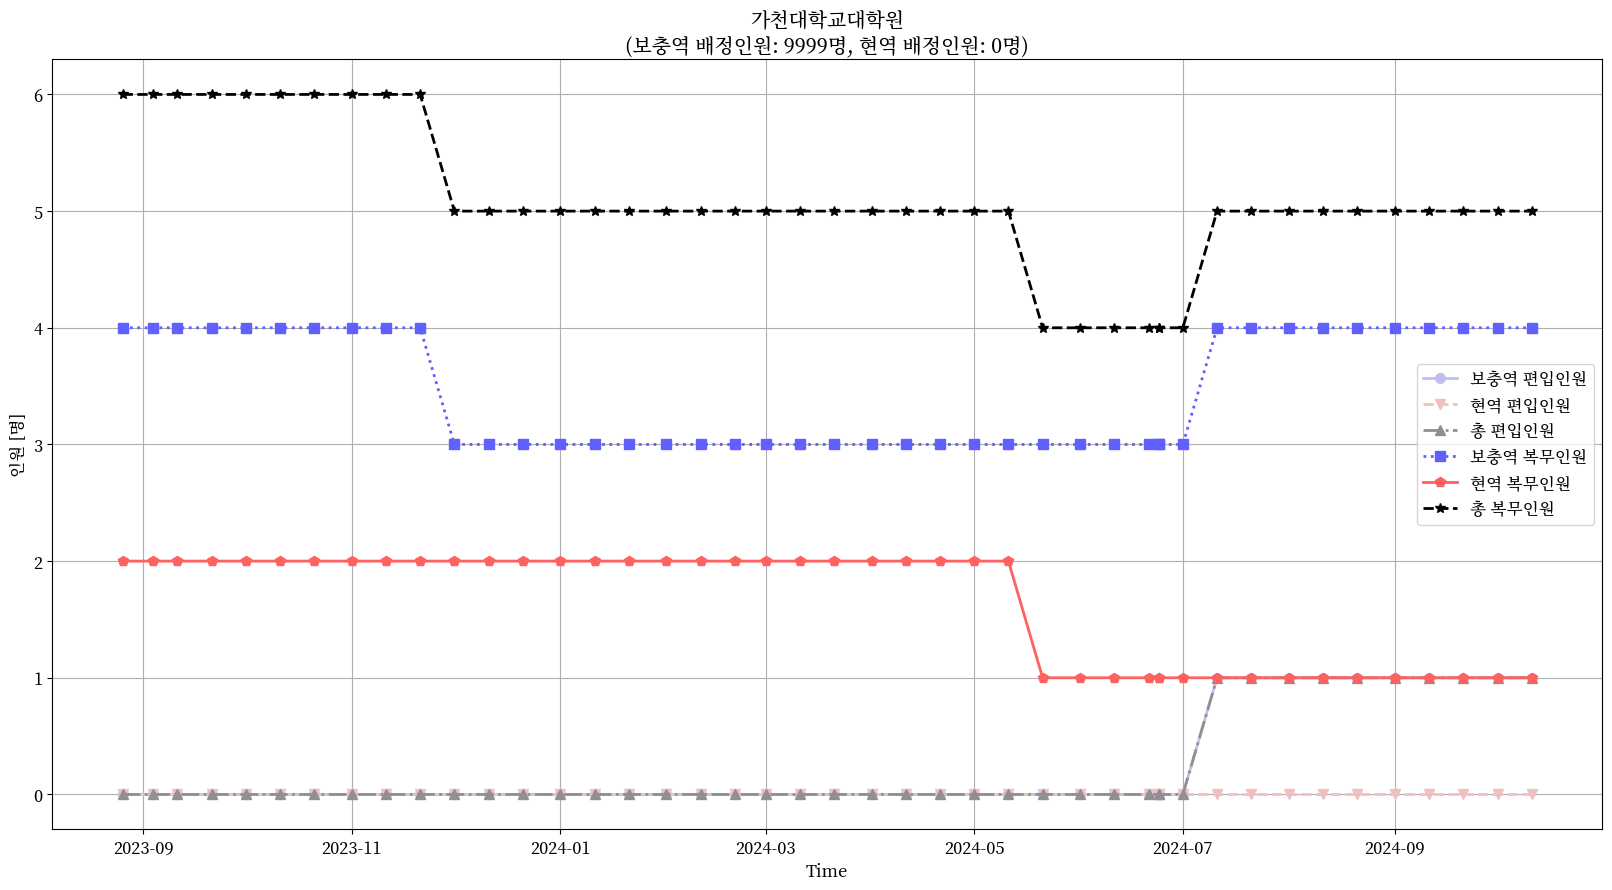 가천대학교대학원
(보충역 배정인원: 9999명, 현역 배정인원: 0명)
6
5
4
3
2
1
0
인원 [명]
보충역 편입인원
현역 편입인원
총 편입인원
보충역 복무인원
현역 복무인원
총 복무인원
2023-09
2023-11
2024-01
2024-03
2024-05
2024-07
2024-09
Time